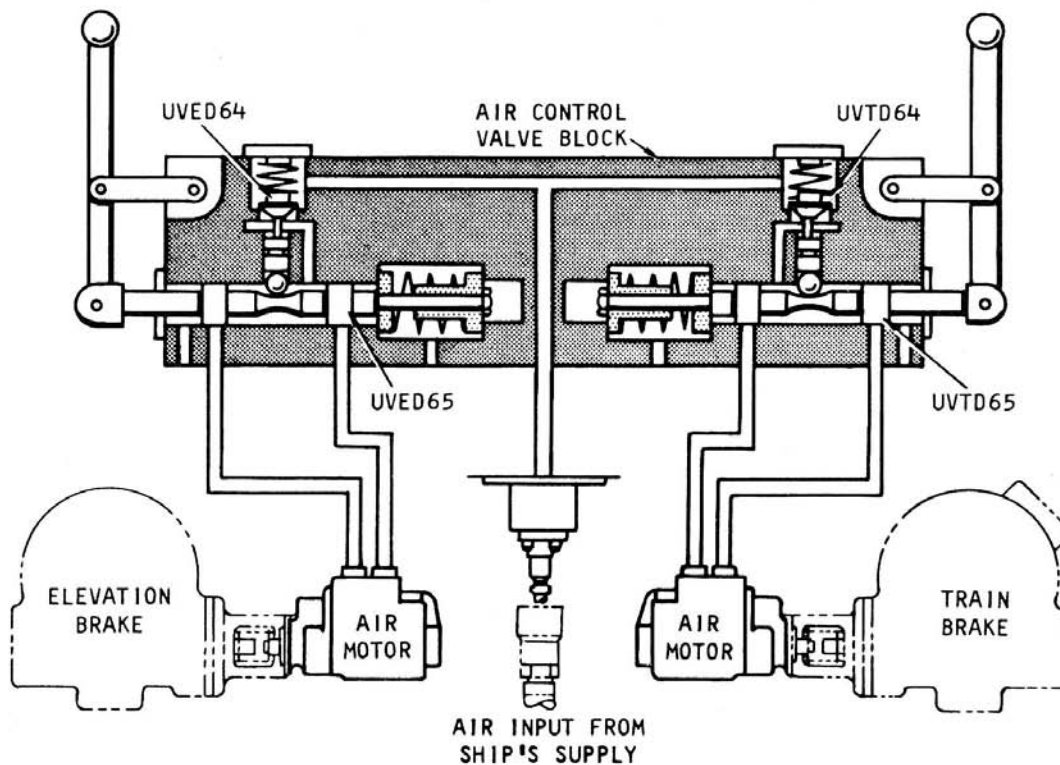 UVED64
AIR CONTROL
VALVE BLOCK
UVTD64
UVED65
UVTD65
ELEVATION
BRAKE
AIR
MOTOR
AIR
MOTOR
TRAIN
BRAKE
AIR INPUT FROM
SHIP'S SUPPLY